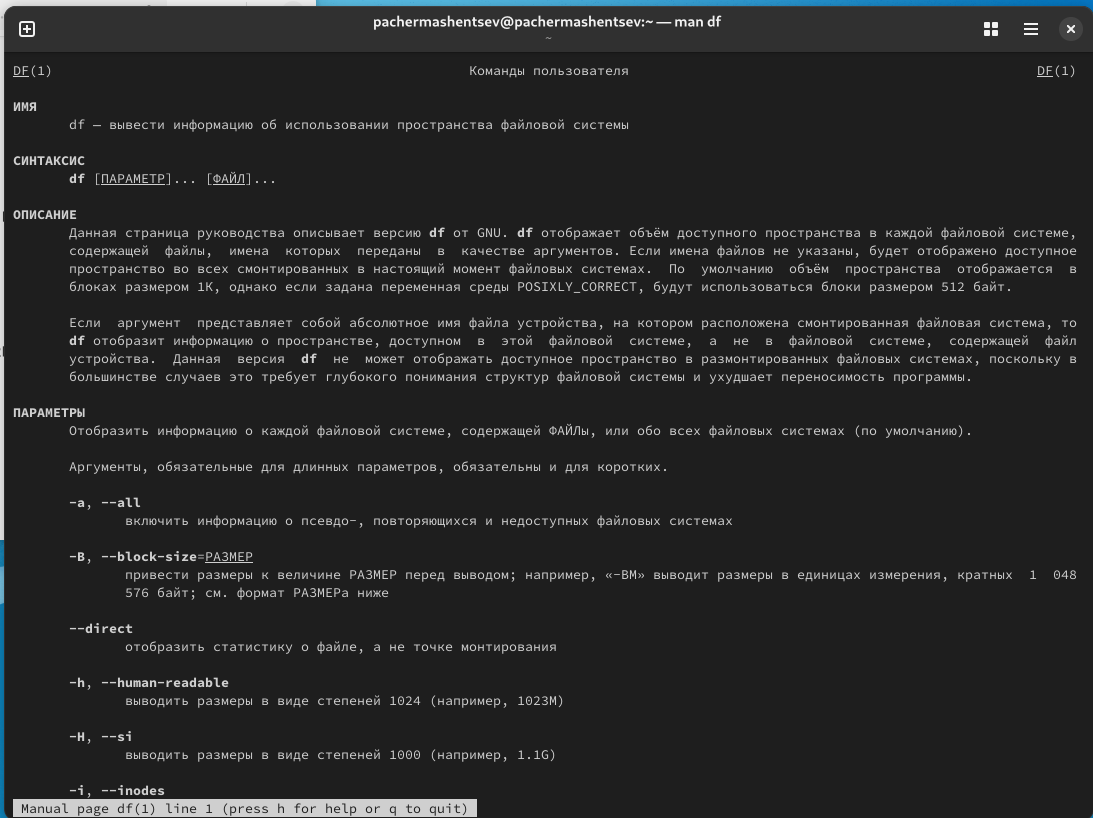 pachermashentsev@pachermashentsev:~ — man df
~
DF(1) Команды пользователя DF(1)
ИМЯ
df — вывести информацию об использовании пространства файловой системы
СИНТАКСИС
df [ПАРАМЕТР]... [ФАЙЛ]...
ОПИСАНИЕ
Данная страница руководства описывает версию df от GNU. df отображает объём доступного пространства в каждой файловой системе,
содержащей файлы, имена которых переданы в качестве аргументов. Если имена файлов не указаны, будет отображено доступное
пространство во всех смонтированных в настоящий момент файловых системах. По умолчанию объём пространства отображается в
блоках размером 1K, однако если задана переменная среды POSIXLY_CORRECT, будут использоваться блоки размером 512 байт.
Если аргумент представляет собой абсолютное имя файла устройства, на котором расположена смонтированная файловая система, то
df отобразит информацию о пространстве, доступном в этой файловой системе, а не в файловой системе, содержащей файл
устройства. Данная версия df не может отображать доступное пространство в размонтированных файловых системах, поскольку в
большинстве случаев это требует глубокого понимания структур файловой системы и ухудшает переносимость программы.
ПАРАМЕТРЫ
Отобразить информацию о каждой файловой системе, содержащей ФАЙЛы, или обо всех файловых системах (по умолчанию).
Аргументы, обязательные для длинных параметров, обязательны и для коротких.
-a, --all
включить информацию о псевдо-, повторяющихся и недоступных файловых системах
-B, --block-size=РАЗМЕР
привести размеры к величине РАЗМЕР перед выводом; например, «-BM» выводит размеры в единицах измерения, кратных 1 048
576 байт; см. формат РАЗМЕРа ниже
--direct
отобразить статистику о файле, а не точке монтирования
-h, --human-readable
выводить размеры в виде степеней 1024 (например, 1023M)
-H, --si
выводить размеры в виде степеней 1000 (например, 1.1G)
-i, --inodes
Manual page df(1) line 1 (press h for help or q to quit)